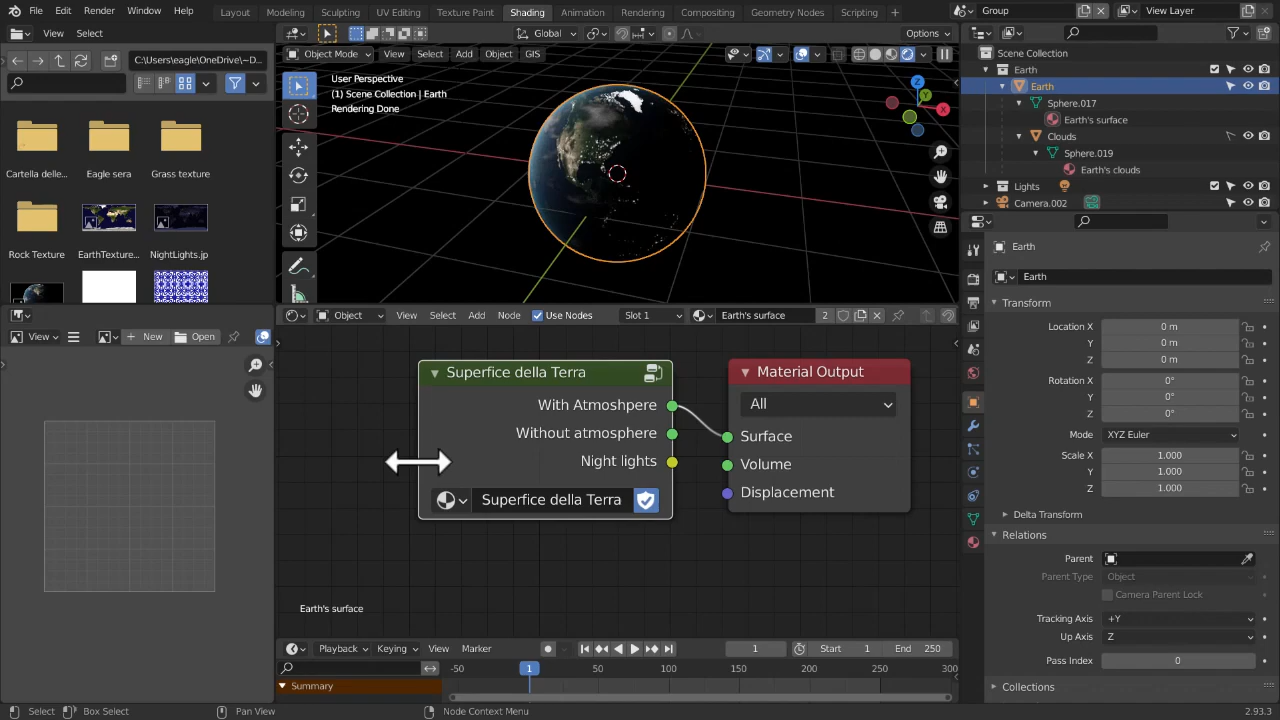 File Edit Render Window Help Layout Modeling Sculpting UV Editing Texture Paint Shading Animation Rendering Compositing Geometry Nodes Scripting + Group View Layer
View Select
C:\Users\eagle\OneDrive\~D...
Cartella delle...
Eagle sera
Grass texture
Rock Texture
EarthTexture...
NightLights.jp
View
New
Open
Global
Options
Object Mode View Select Add Object GIS
User Perspective
(1) Scene Collection | Earth
Rendering Done
X
Y
Z
Object View Select Add Node Use Nodes Slot 1 Earth's surface 2
Superfice della Terra
With Atmoshpere
Without atmosphere
Night lights
Superfice della Terra
Material Output
All
Surface
Volume
Displacement
Earth's surface
Playback Keying View Marker 1 Start 1 End 250
-50 1 50 100 150 200 250 300
Summary
Scene Collection
Earth
Earth
Sphere.017
Earth's surface
Clouds
Sphere.019
Earth's clouds
Lights
Camera.002
Earth
Earth
Transform
Location X 0 m
Y 0 m
Z 0 m
Rotation X 0°
Y 0°
Z 0°
Mode XYZ Euler
Scale X 1.000
Y 1.000
Z 1.000
Delta Transform
Relations
Parent
Parent Type Object
Camera Parent Lock
Tracking Axis +Y
Up Axis Z
Pass Index 0
Collections
Select Box Select Pan View Node Context Menu 2.93.3